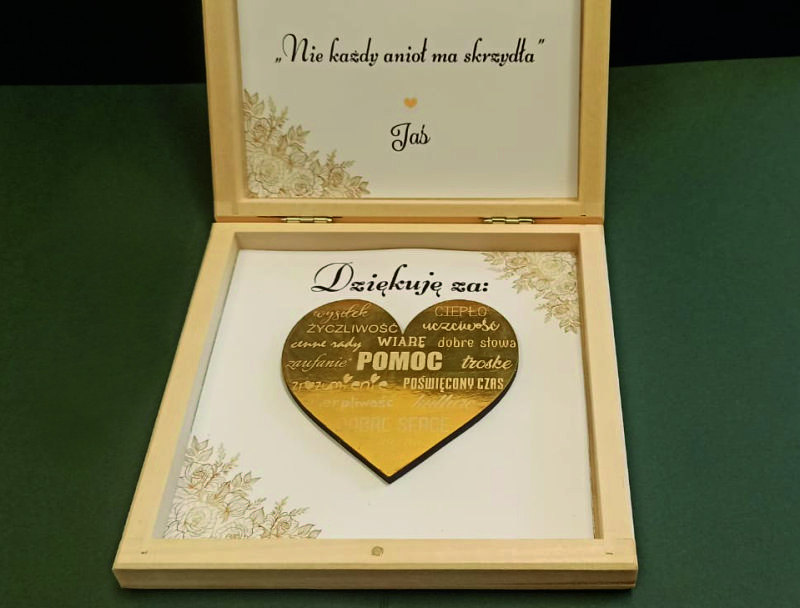 „Nie każdy anioł ma skrzydła”
Jaś
Dziękuję za:
wysiłek CIEPŁO
ŻYCZLIWOŚĆ uczciwość
cenne rady WIARĘ dobre słowa
zaufanie POMOC troskę
zrozumienie POŚWIĘCONY CZAS
cierpliwość
DOBRE SERCE